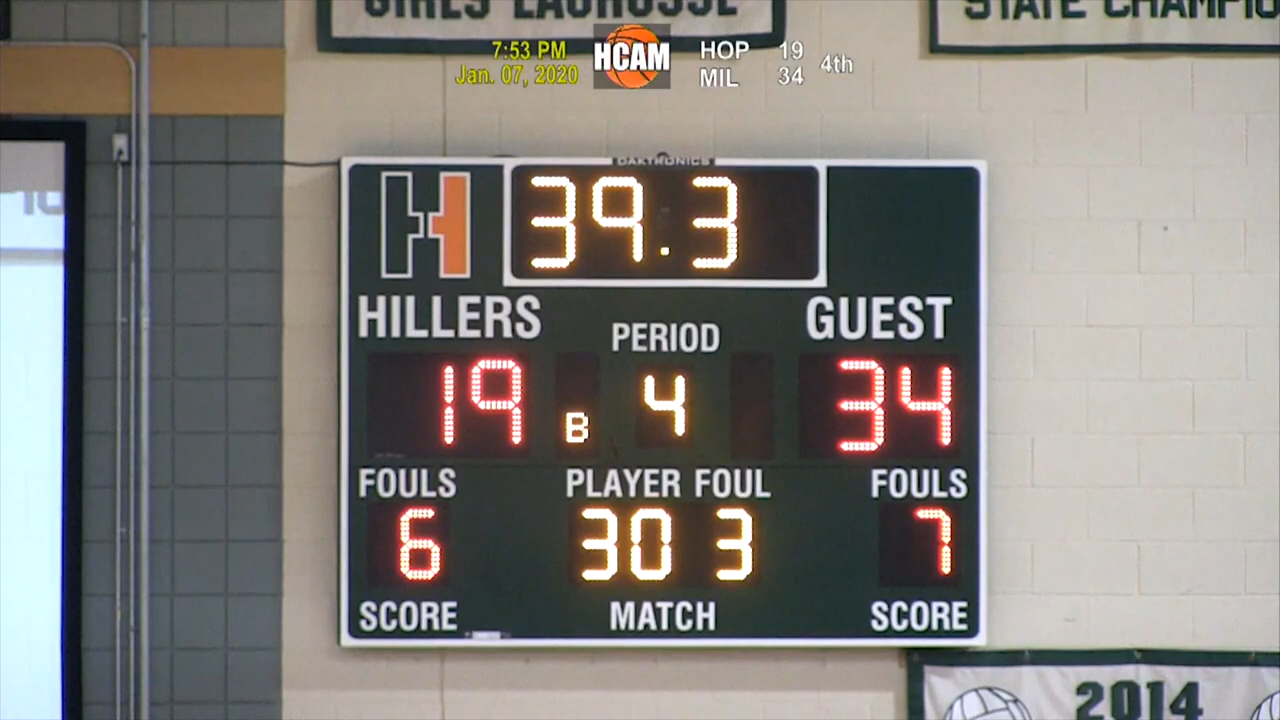 GIRLS LACROSSE
STATE CHAMPIO
7:53 PM
Jan. 07, 2020
HCAM
HOP 19
MIL 34
4th
DAKTRONICS
H
39.3
HILLERS
GUEST
PERIOD
19
B
4
34
FOULS
PLAYER FOUL
FOULS
6
30 3
7
SCORE
MATCH
SCORE
2014